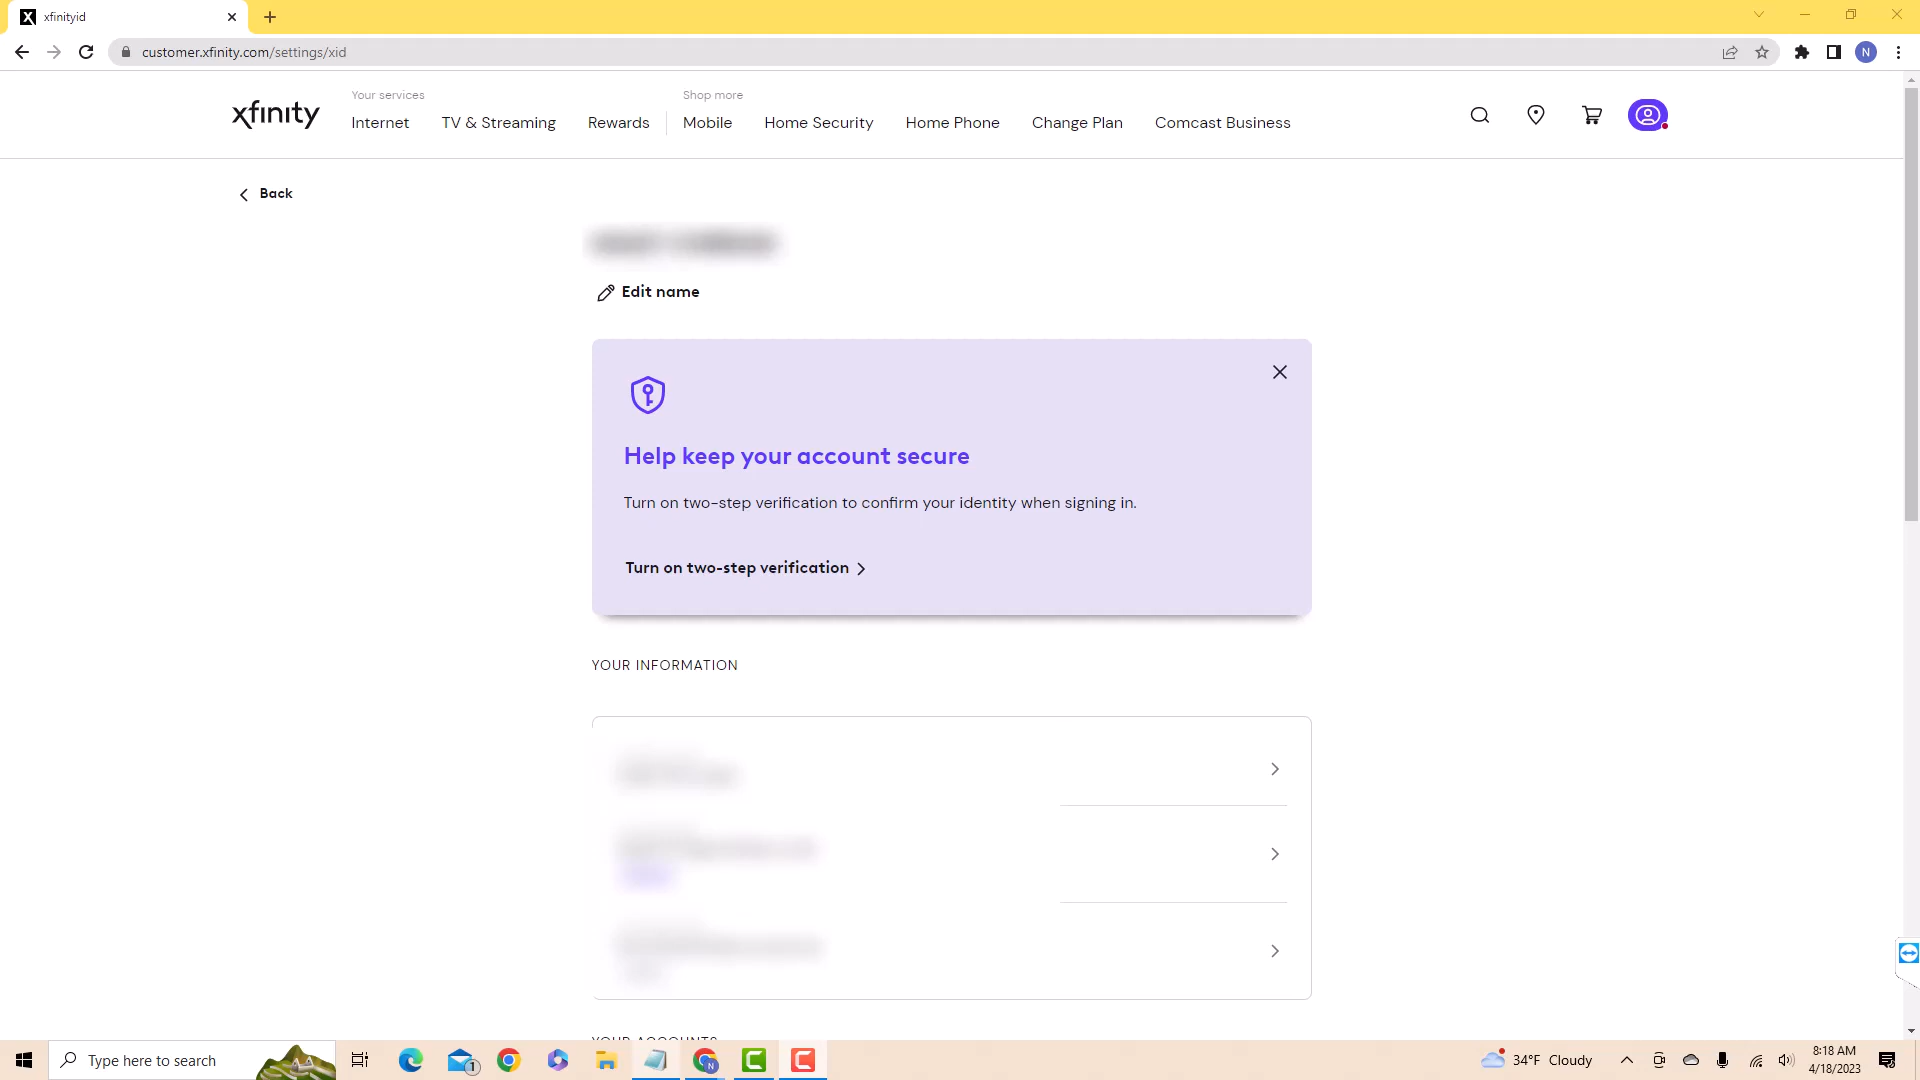 xfinityid
customer.xfinity.com/settings/xid
N
xfinity
Your services
Internet
TV & Streaming
Rewards
Shop more
Mobile
Home Security
Home Phone
Change Plan
Comcast Business
Back
Edit name
Help keep your account secure
Turn on two-step verification to confirm your identity when signing in.
Turn on two-step verification
YOUR INFORMATION
YOUR ACCOUNTS
Type here to search
1
N
34°F Cloudy
8:18 AM
4/18/2023